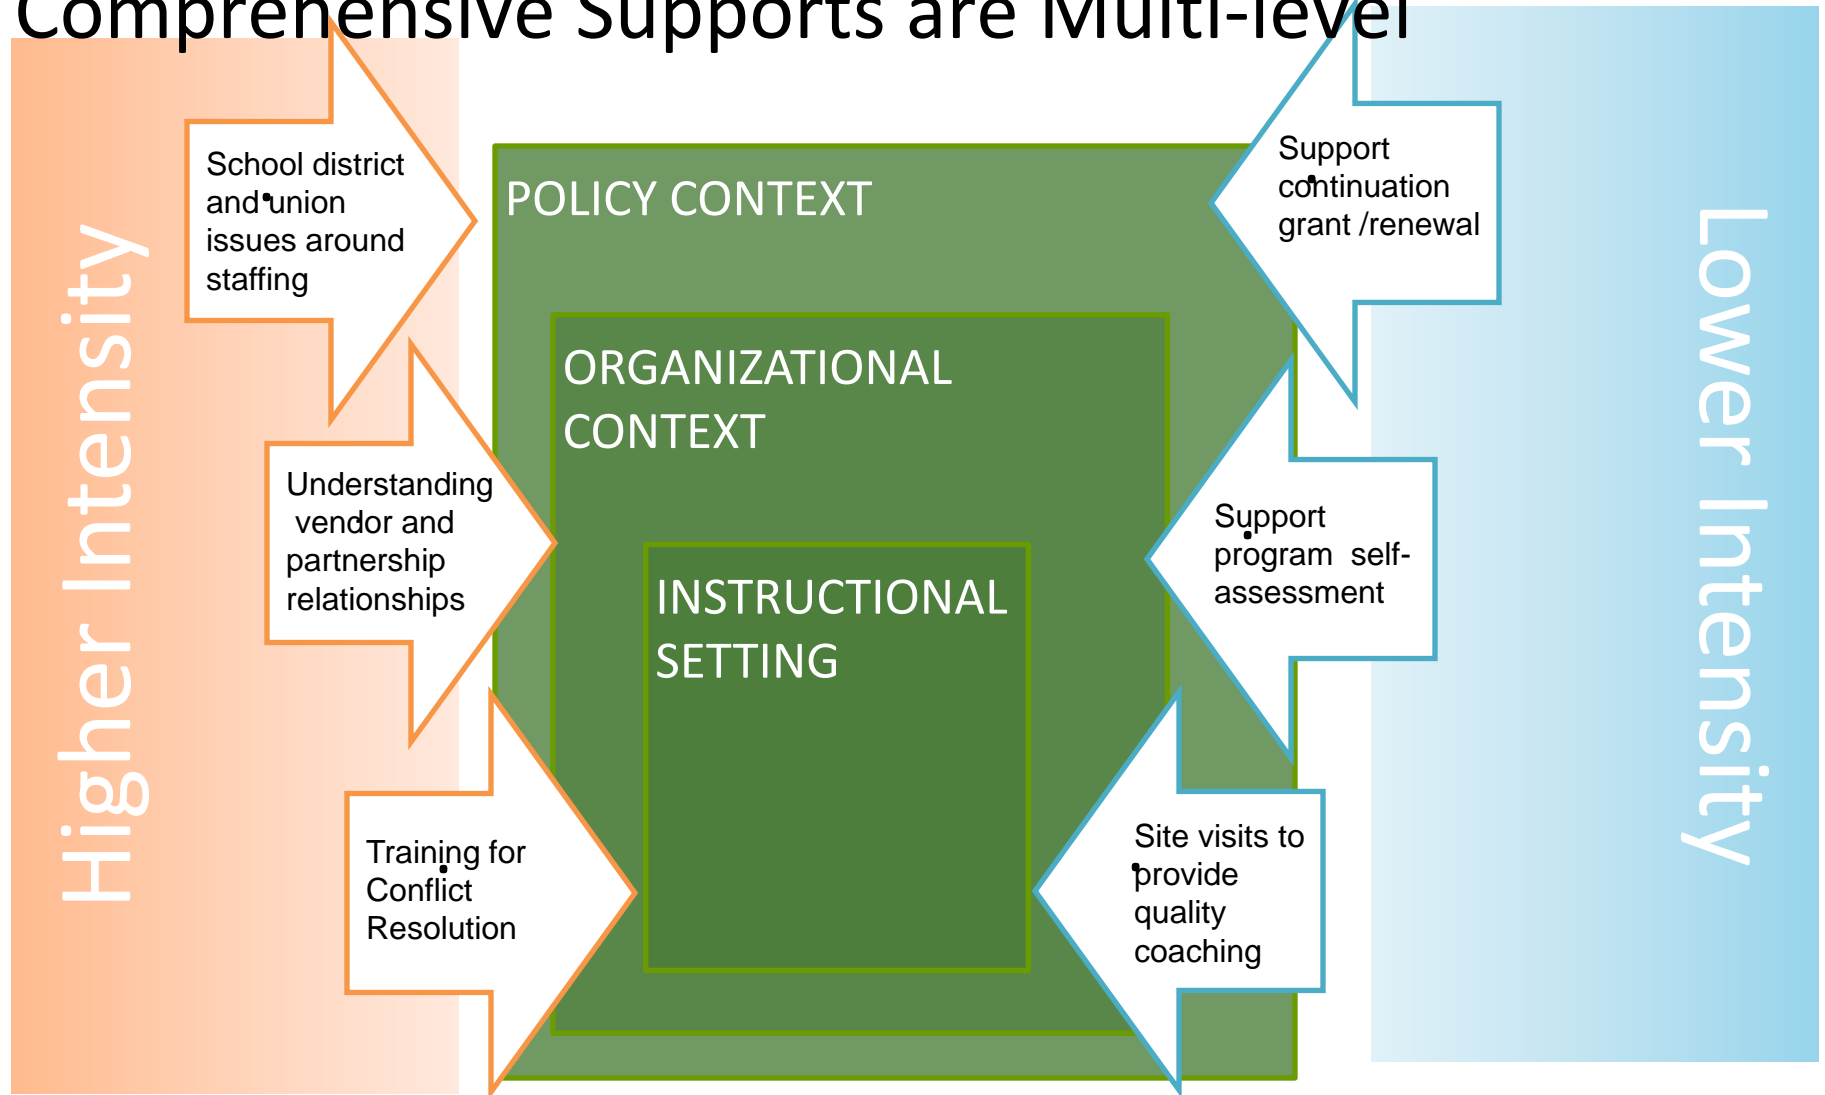 Comprehensive Supports are Multi-level
Higher Intensity
School district
and union
issues around
staffing
Understanding
vendor and
partnership
relationships
Training for
Conflict
Resolution
POLICY CONTEXT
ORGANIZATIONAL
CONTEXT
INSTRUCTIONAL
SETTING
Support
continuation
grant /renewal
Support
program  self-
assessment
Site visits to
provide
quality
coaching
Lower Intensity